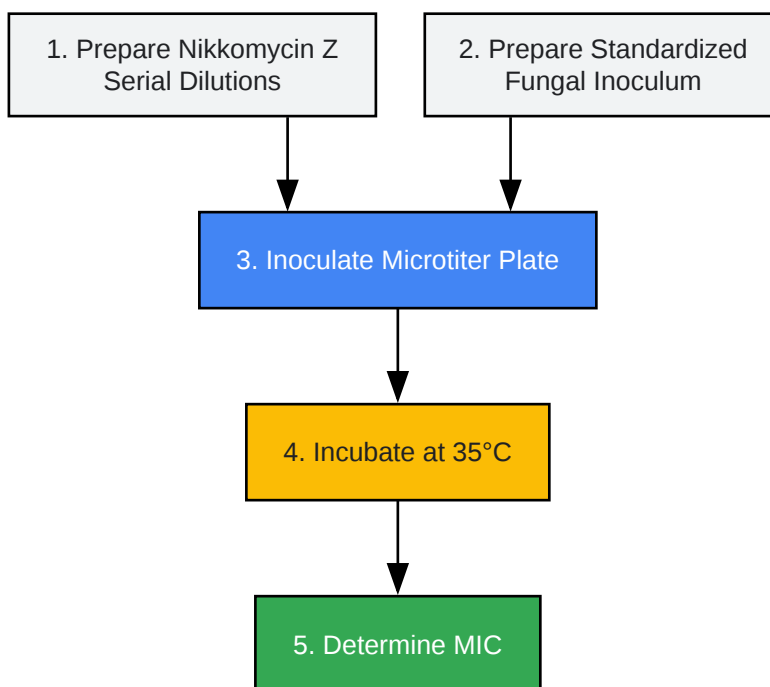 1. Prepare Nikkomycin Z
Serial Dilutions
2. Prepare Standardized
Fungal Inoculum
3. Inoculate Microtiter Plate
4. Incubate at 35°C
5. Determine MIC